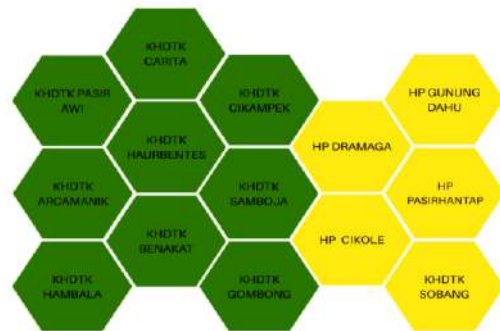 KHDTK
CARITA
KHDTK PASIR
AWI
KHDTK
CIKAMPEK
HP GUNUNG
DAHU
KHDTK
HAURBENTES
HP DRAMAGA
KHDTK
ARCAMANIK
KHDTK
SAMBOJA
HP
PASIRHANTAP
KHDTK
BENAKAT
HP CIKOLE
KHDTK
HAMBALA
KHDTK
GOMBONG
KHDTK
SOBANG